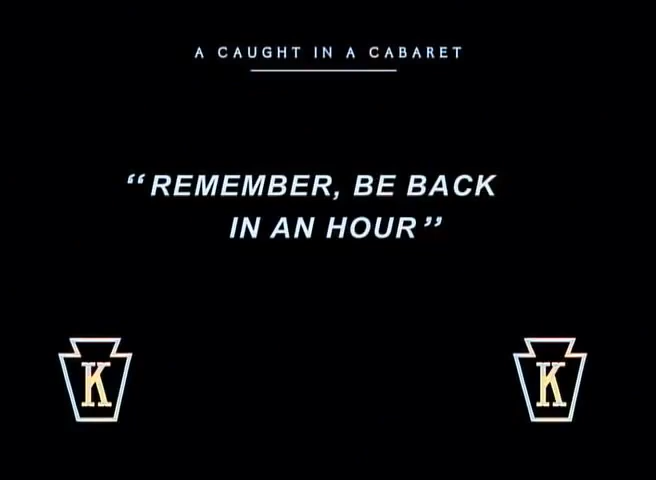 A CAUGHT IN A CABARET
“REMEMBER, BE BACK
IN AN HOUR”
K K